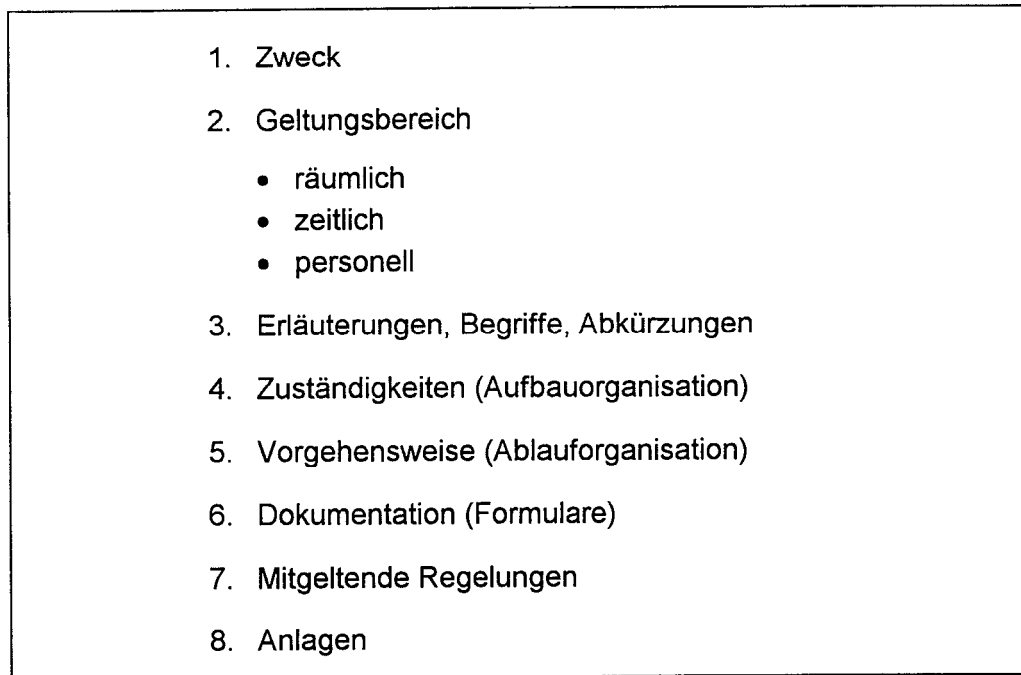 1. Zweck
2. Geltungsbereich
• räumlich
• zeitlich
• personell
3. Erläuterungen, Begriffe, Abkürzungen
4. Zuständigkeiten (Aufbauorganisation)
5. Vorgehensweise (Ablauforganisation)
6. Dokumentation (Formulare)
7. Mitgeltende Regelungen
8. Anlagen